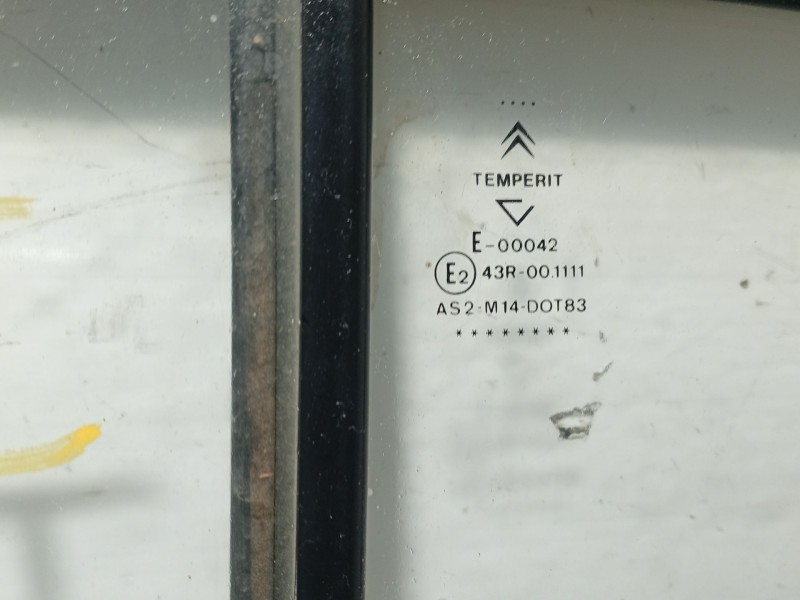 TEMPERIT
E-00042
E2 43R-00.1111
AS2-M14-DOT83
* * * * * * * *